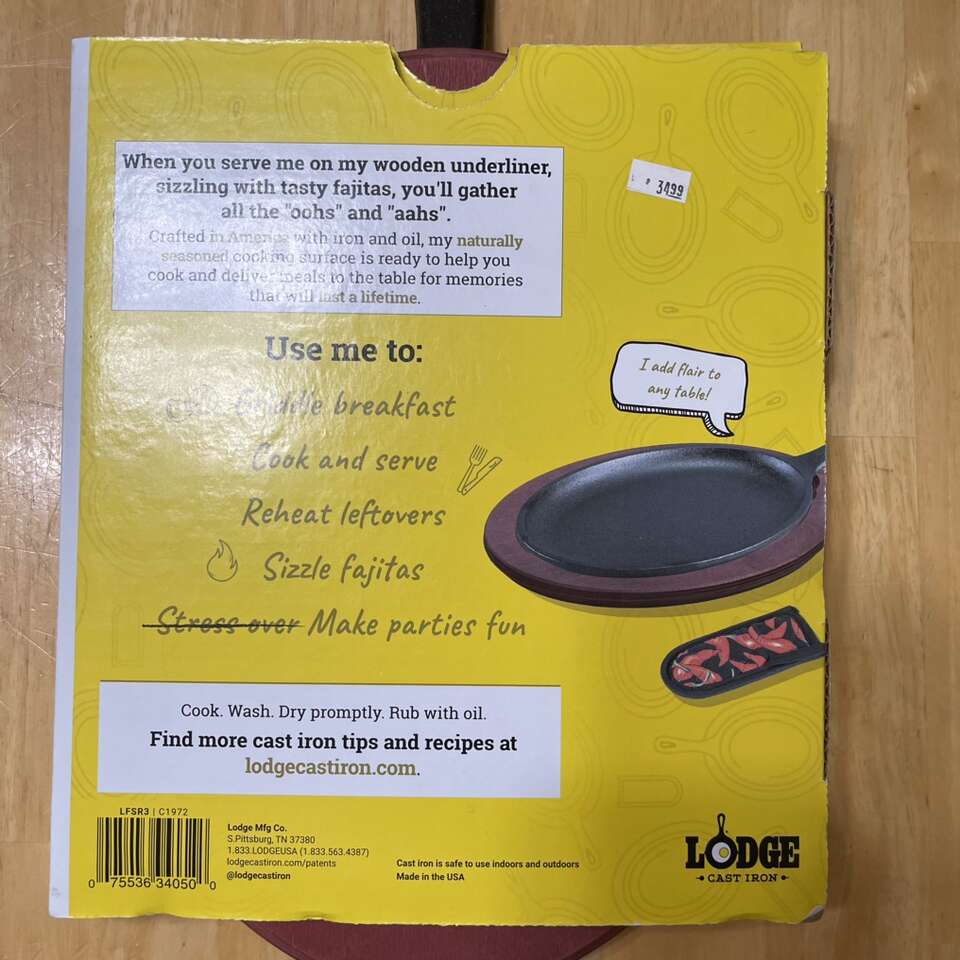 When you serve me on my wooden underliner,
sizzling with tasty fajitas, you'll gather
all the "oohs" and "aahs".
Crafted in America with iron and oil, my naturally
seasoned cooking surface is ready to help you
cook and deliver meals to the table for memories
that will last a lifetime.
3499
Use me to:
Griddle breakfast
Cook and serve
Reheat leftovers
Sizzle fajitas
Stress over Make parties fun
I add flair to
any table!
Cook. Wash. Dry promptly. Rub with oil.
Find more cast iron tips and recipes at
lodgecastiron.com.
LFSR3 | C1972
0 75536 34050 0
Lodge Mfg Co.
S.Pittsburg, TN 37380
1.833.LODGEUSA (1.833.563.4387)
lodgecastiron.com/patents
@lodgecastiron
Cast iron is safe to use indoors and outdoors
Made in the USA
LODGE
CAST IRON